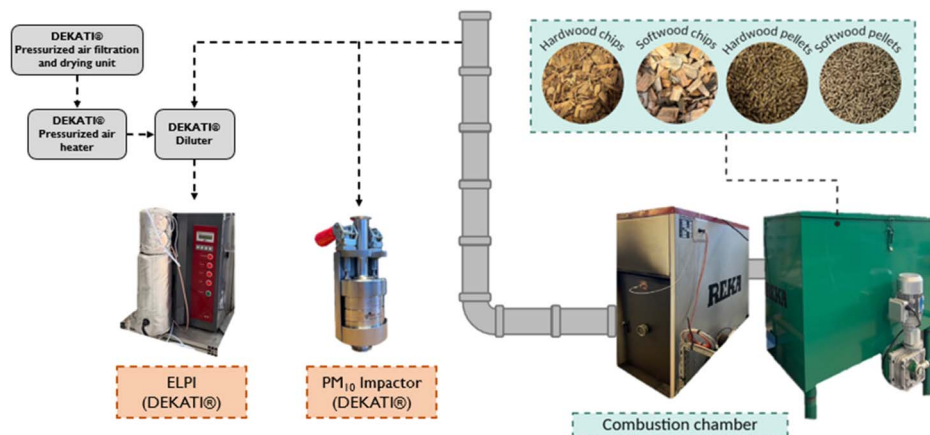 DEKATI®
Pressurized air filtration
and drying unit
DEKATI®
Pressurized air
heater
DEKATI®
Diluter
Hardwood chips
Softwood chips
Hardwood pellets
Softwood pellets
REKA
REKA
ELPI
(DEKATI®)
PM₁₀ Impactor
(DEKATI®)
Combustion chamber